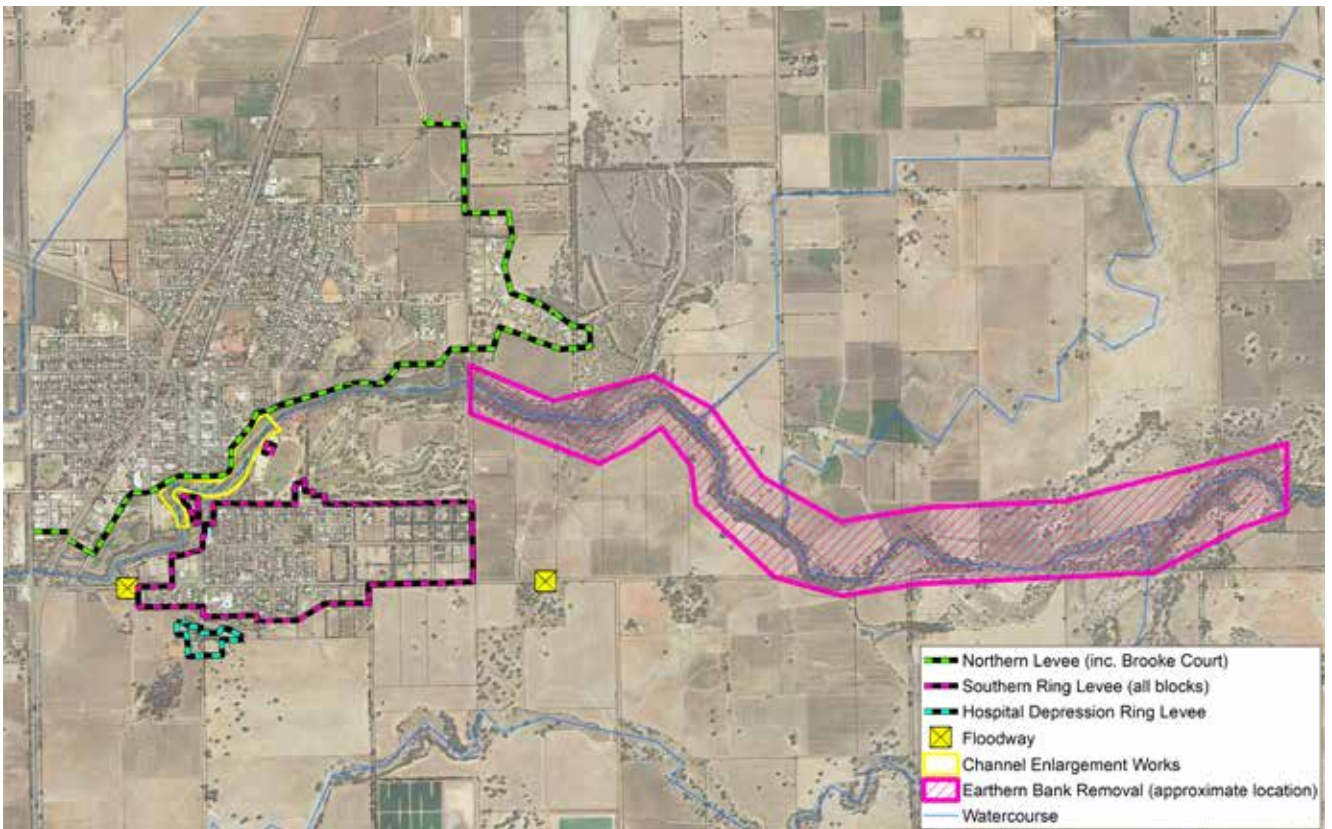 Northern Levee (inc. Brooke Court)
Southern Ring Levee (all blocks)
Hospital Depression Ring Levee
Floodway
Channel Enlargement Works
Earthern Bank Removal (approximate location)
Watercourse